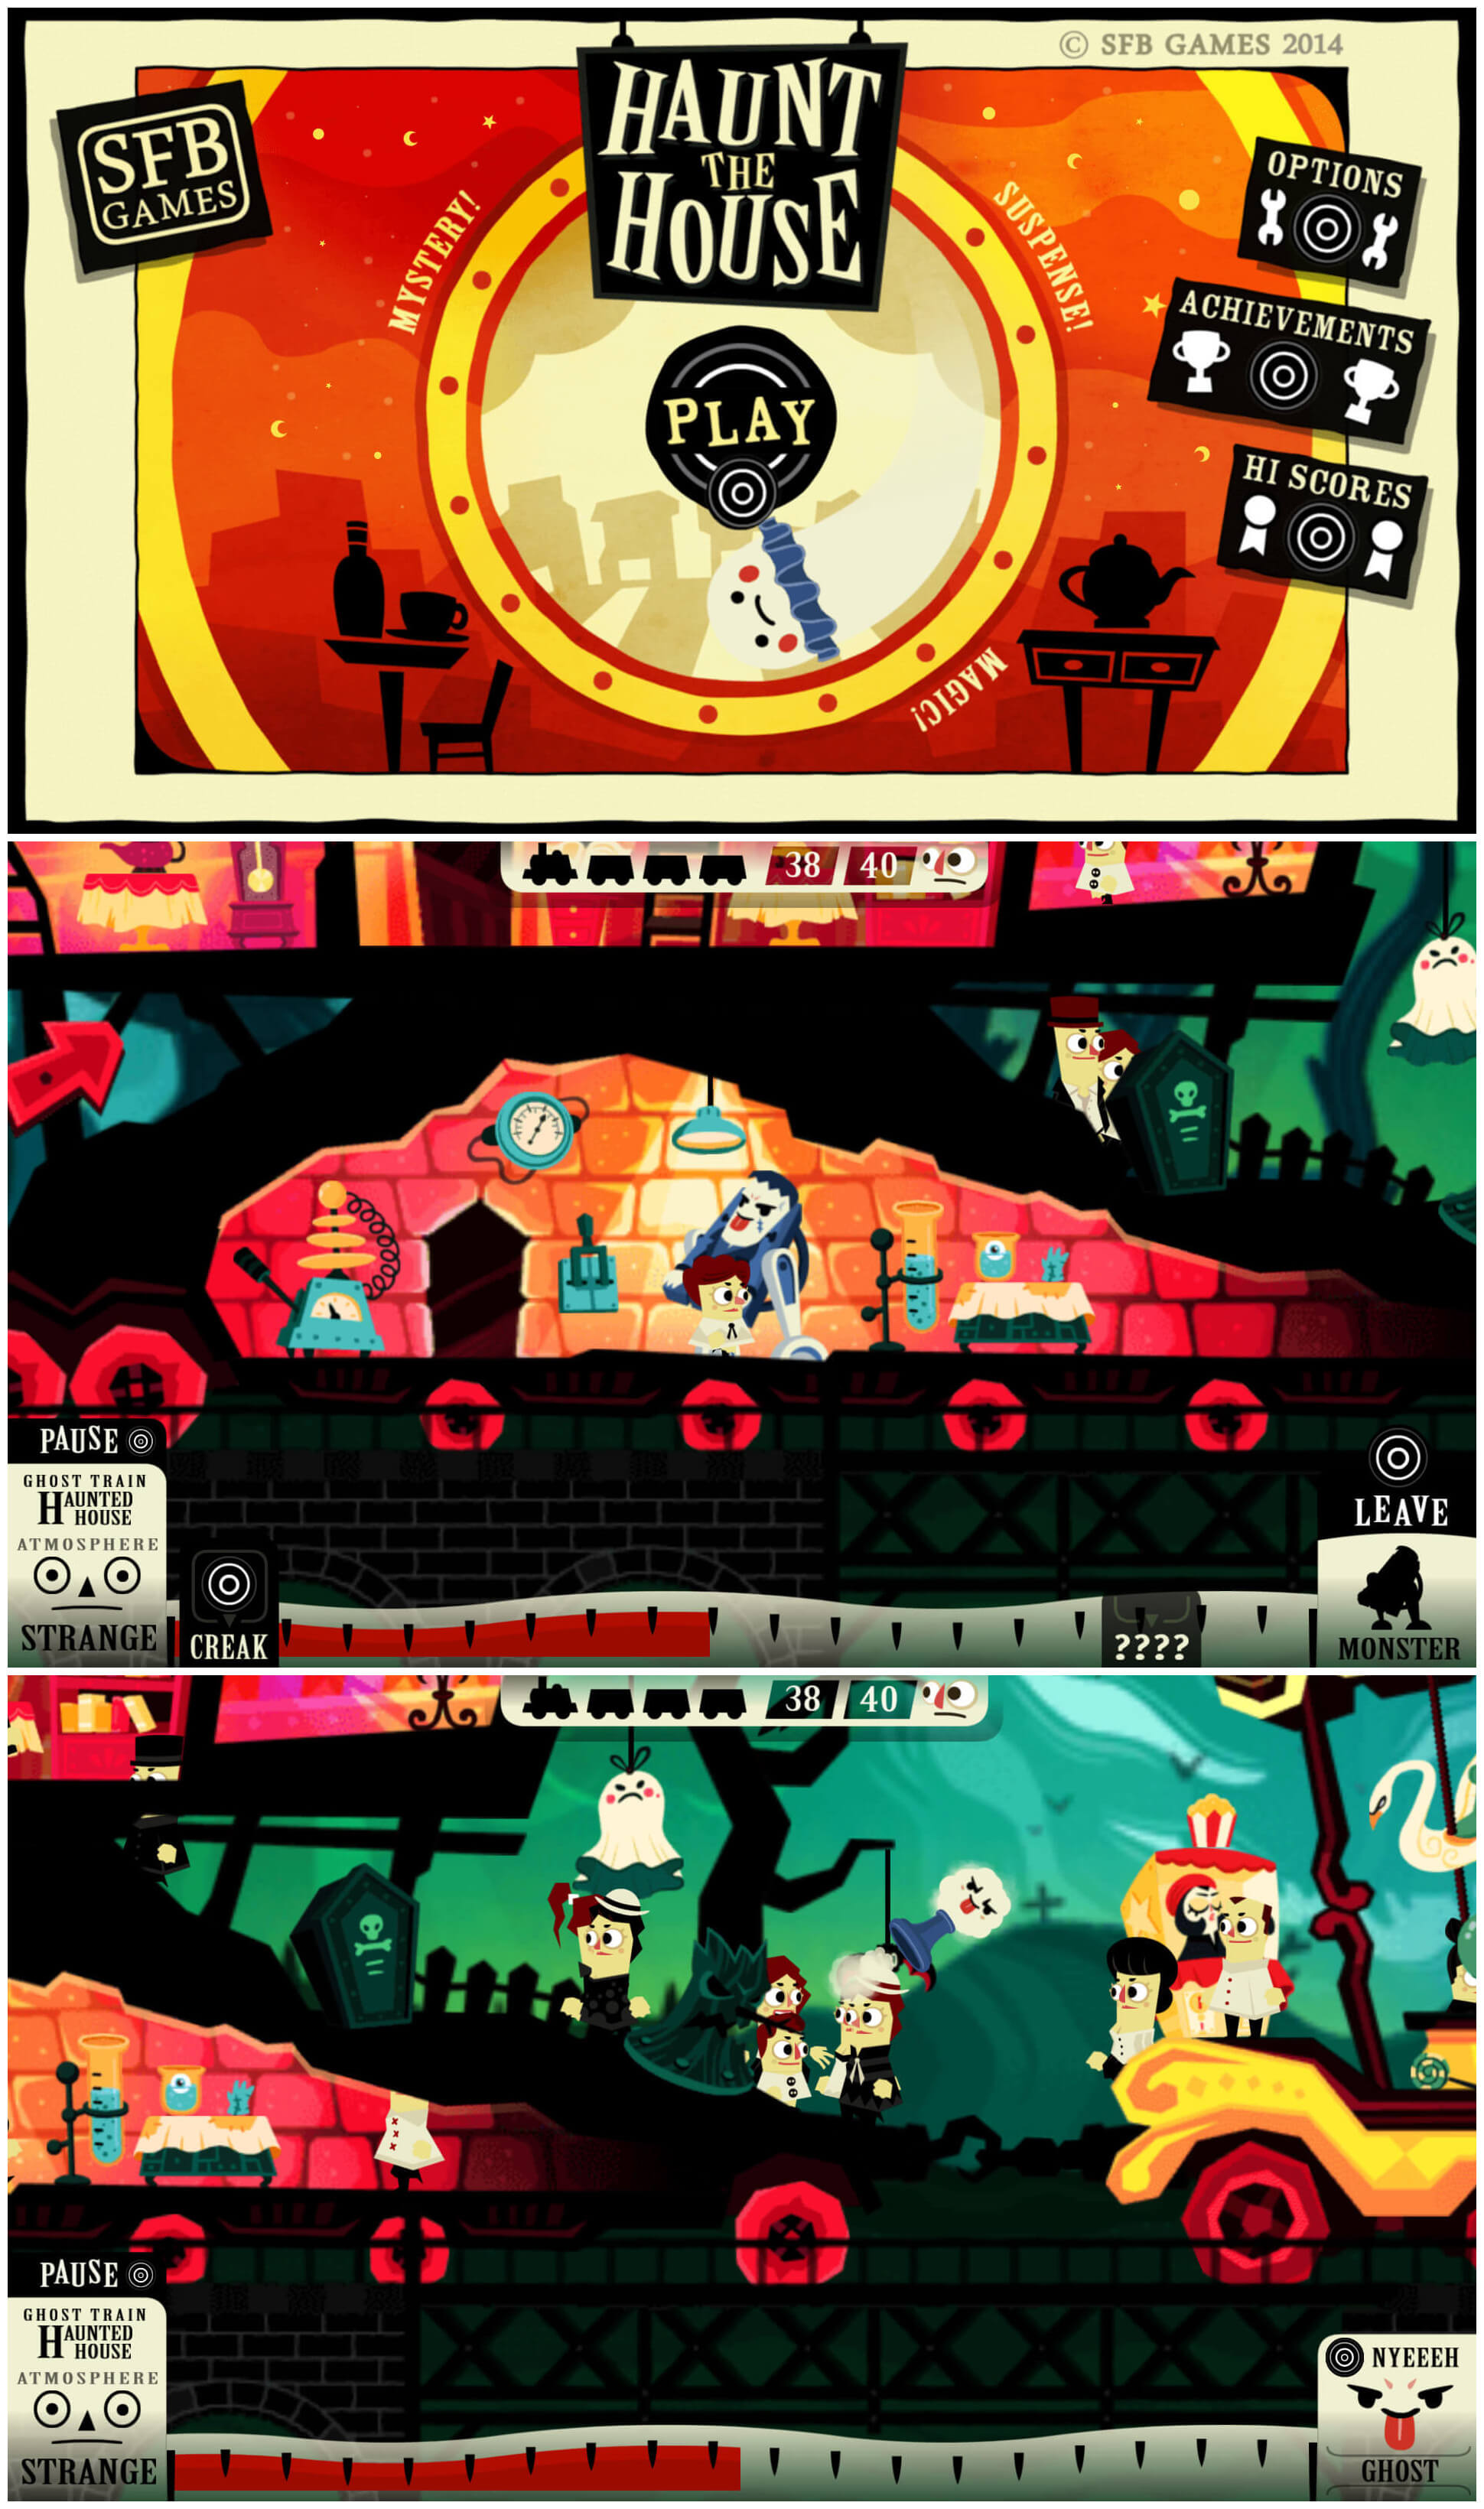 © SFB GAMES 2014
SFB
GAMES
HAUNT
THE
HOUSE
MYSTERY!
SUSPENSE!
MAGIC!
PLAY
OPTIONS
ACHIEVEMENTS
HI SCORES
38 40
PAUSE
GHOST TRAIN
HAUNTED
HOUSE
ATMOSPHERE
STRANGE
CREAK
????
LEAVE
MONSTER
38 40
PAUSE
GHOST TRAIN
HAUNTED
HOUSE
ATMOSPHERE
STRANGE
NYEEEH
GHOST